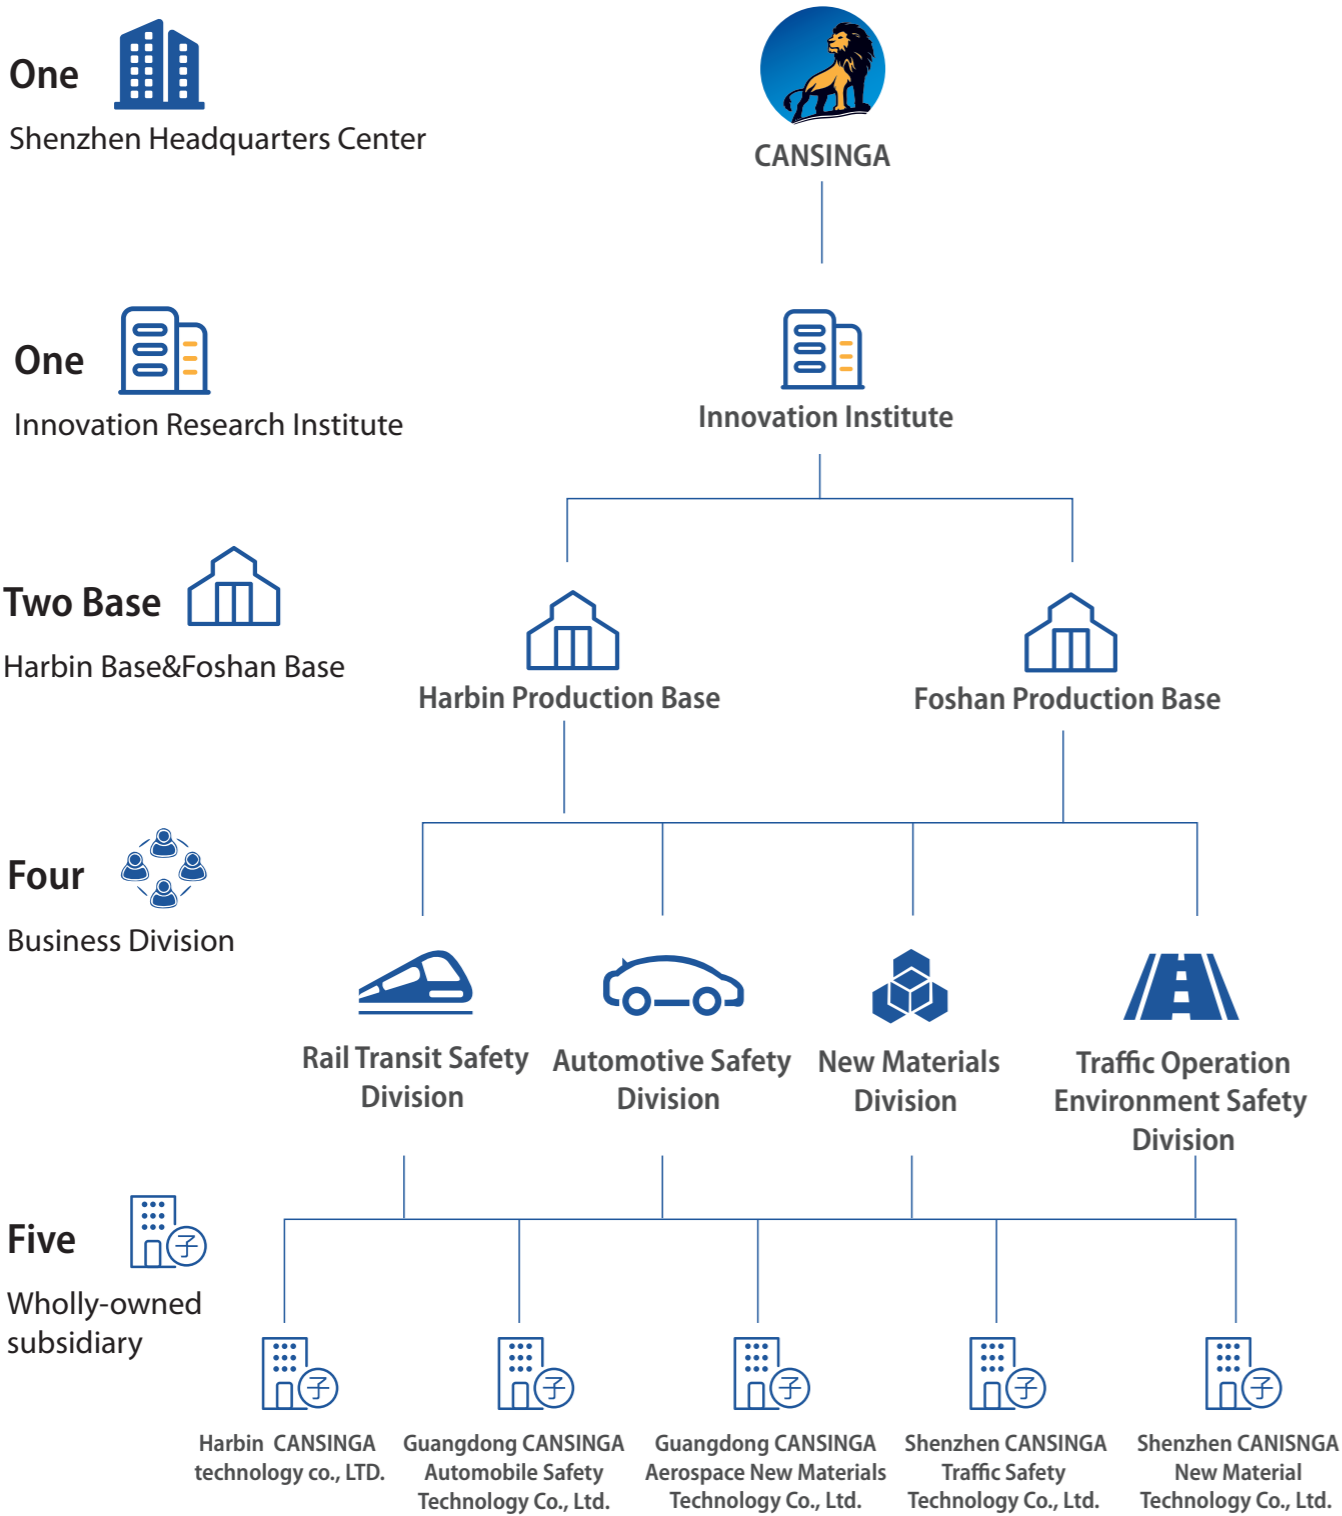 One
Shenzhen Headquarters Center
CANSINGA
One
Innovation Research Institute
Innovation Institute
Two Base
Harbin Base&Foshan Base
Harbin Production Base
Foshan Production Base
Four
Business Division
Rail Transit Safety
Division
Automotive Safety
Division
New Materials
Division
Traffic Operation
Environment Safety
Division
Five
子
Wholly-owned
subsidiary
子
子
子
子
子
Harbin CANSINGA
technology co., LTD.
Guangdong CANSINGA
Automobile Safety
Technology Co., Ltd.
Guangdong CANSINGA
Aerospace New Materials
Technology Co., Ltd.
Shenzhen CANSINGA
Traffic Safety
Technology Co., Ltd.
Shenzhen CANISNGA
New Material
Technology Co., Ltd.